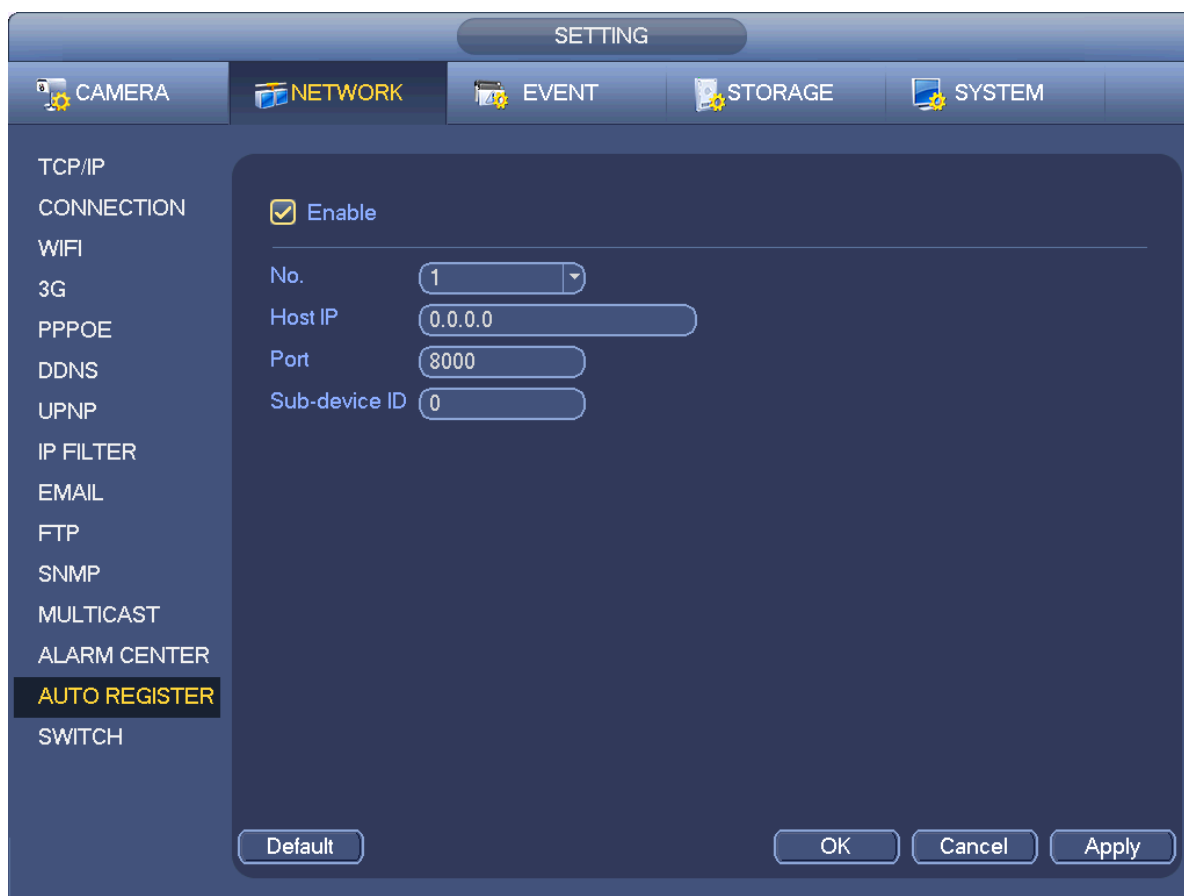 SETTING
CAMERA NETWORK EVENT STORAGE SYSTEM
TCP/IP
CONNECTION
WIFI
3G
PPPOE
DDNS
UPNP
IP FILTER
EMAIL
FTP
SNMP
MULTICAST
ALARM CENTER
AUTO REGISTER
SWITCH
Enable
No. 1
Host IP 0.0.0.0
Port 8000
Sub-device ID 0
Default OK Cancel Apply